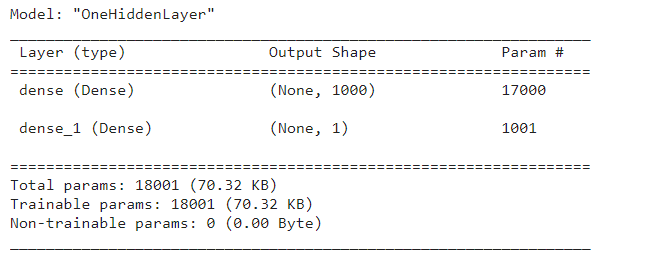 Model: "OneHiddenLayer"
_________________________________________________________________
Layer (type) Output Shape Param #
=================================================================
dense (Dense) (None, 1000) 17000
dense_1 (Dense) (None, 1) 1001
=================================================================
Total params: 18001 (70.32 KB)
Trainable params: 18001 (70.32 KB)
Non-trainable params: 0 (0.00 Byte)
_________________________________________________________________